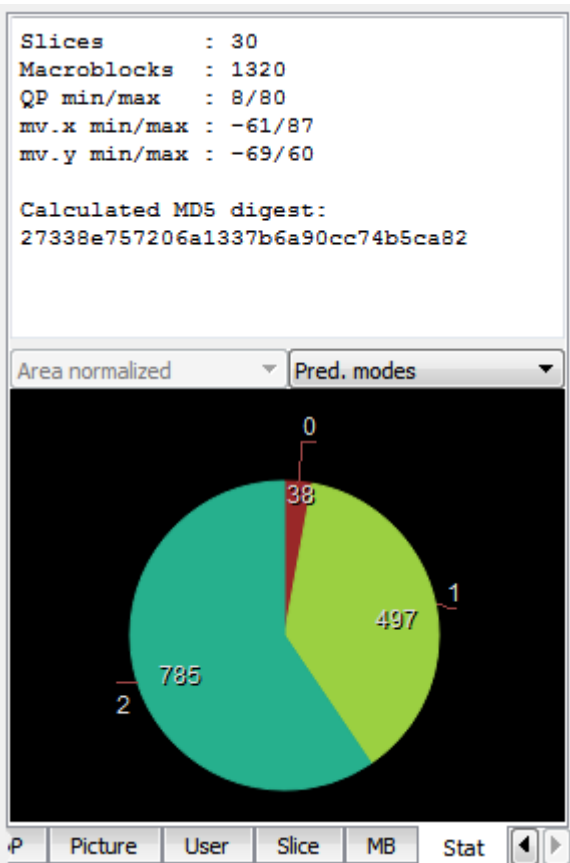 Slices : 30
Macroblocks : 1320
QP min/max : 8/80
mv.x min/max : -61/87
mv.y min/max : -69/60
Calculated MD5 digest:
27338e757206a1337b6a90cc74b5ca82
Area normalized Pred. modes
0
38
1
497
785
2
Picture User Slice MB Stat